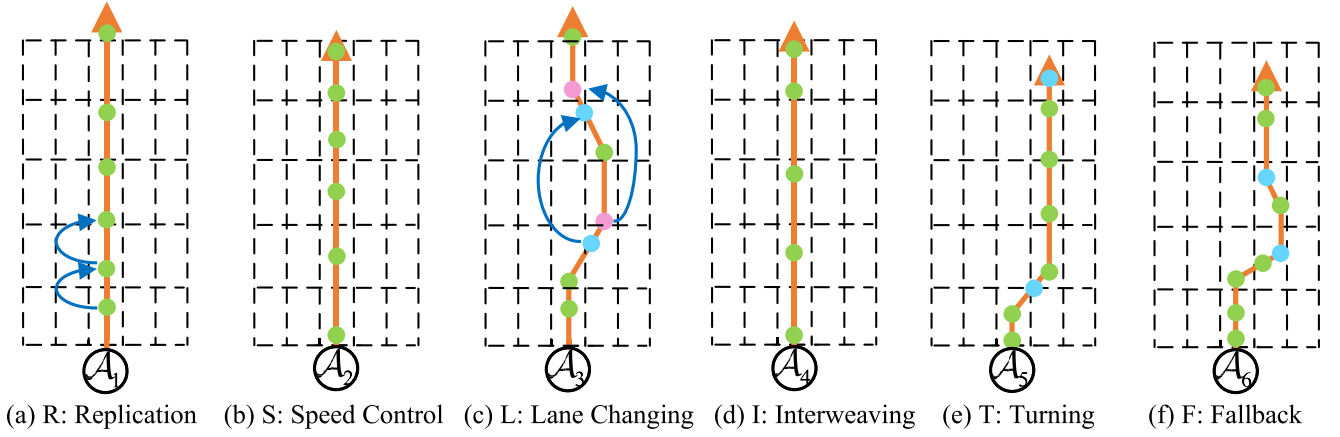 𝒜1 𝒜2 𝒜3 𝒜4 𝒜5 𝒜6
(a) R: Replication (b) S: Speed Control (c) L: Lane Changing (d) I: Interweaving (e) T: Turning (f) F: Fallback